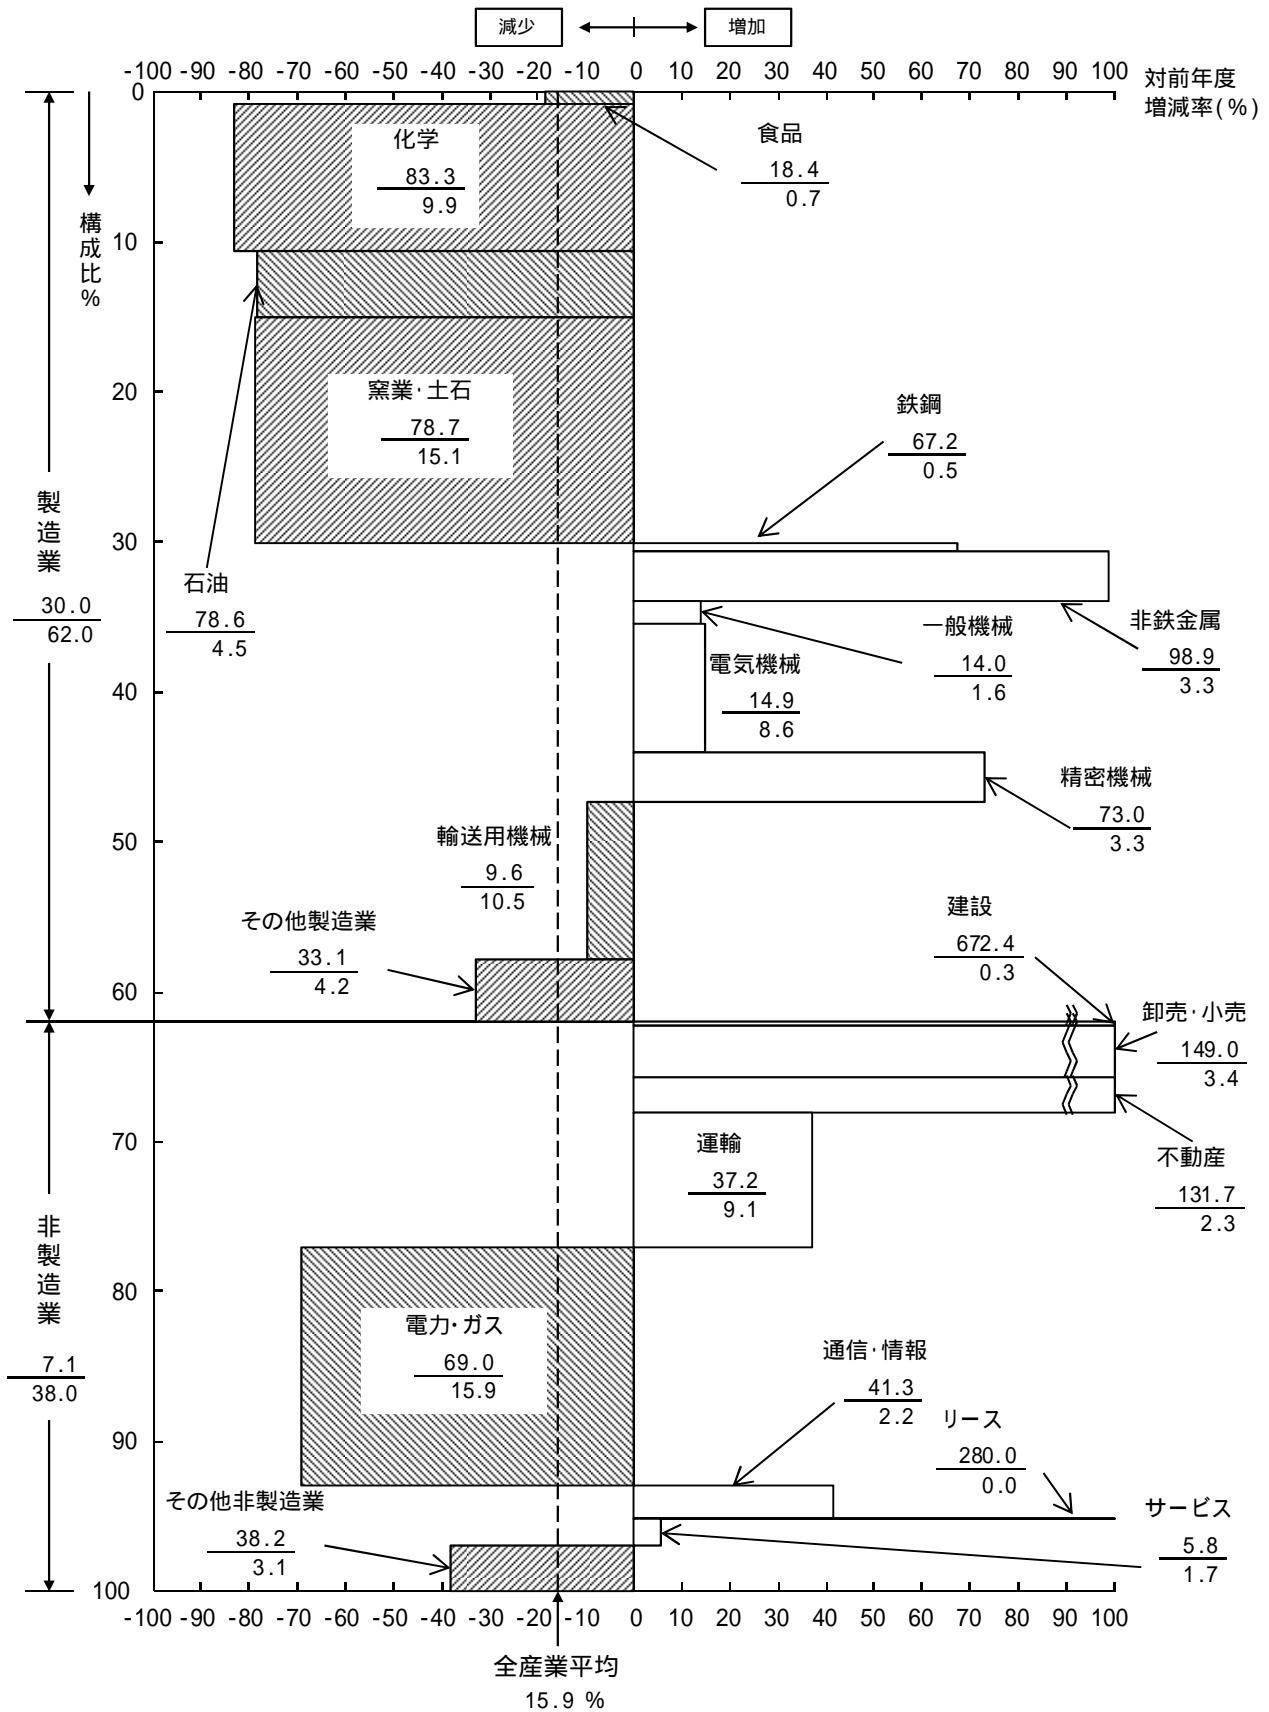 減少
増加
-100 -90 -80 -70 -60 -50 -40 -30 -20 -10 0 10 20 30 40 50 60 70 80 90 100
対前年度
増減率(%)
0
10
20
30
40
50
60
70
80
90
100
構成比%
製造業
30.0
62.0
非製造業
7.1
38.0
食品
18.4
0.7
化学
83.3
9.9
石油
78.6
4.5
窯業・土石
78.7
15.1
鉄鋼
67.2
0.5
非鉄金属
98.9
3.3
一般機械
14.0
1.6
電気機械
14.9
8.6
精密機械
73.0
3.3
輸送用機械
9.6
10.5
その他製造業
33.1
4.2
建設
672.4
0.3
卸売・小売
149.0
3.4
不動産
131.7
2.3
運輸
37.2
9.1
電力・ガス
69.0
15.9
通信・情報
41.3
2.2
リース
280.0
0.0
サービス
5.8
1.7
その他非製造業
38.2
3.1
-100 -90 -80 -70 -60 -50 -40 -30 -20 -10 0 10 20 30 40 50 60 70 80 90 100
全産業平均
15.9 %